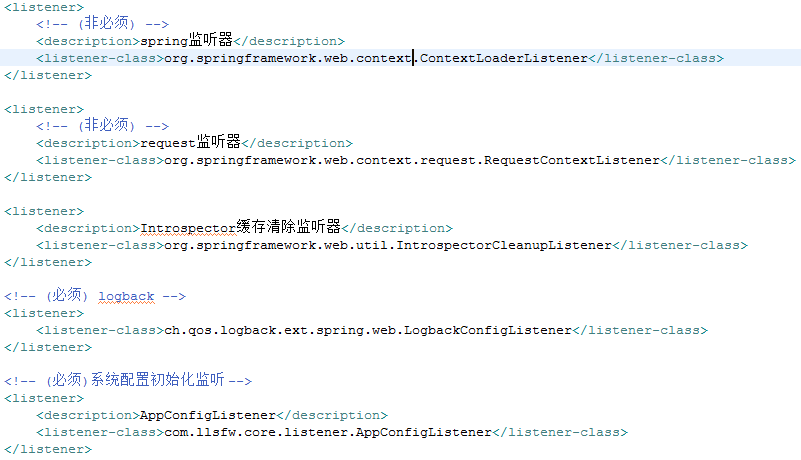 <listener>
<!-- (非必须) -->
<description>spring监听器</description>
<listener-class>org.springframework.web.context.ContextLoaderListener</listener-class>
</listener>
<listener>
<!-- (非必须) -->
<description>request监听器</description>
<listener-class>org.springframework.web.context.request.RequestContextListener</listener-class>
</listener>
<listener>
<description>Introspector缓存清除监听器</description>
<listener-class>org.springframework.web.util.IntrospectorCleanupListener</listener-class>
</listener>
<!-- (必须) logback -->
<listener>
<listener-class>ch.qos.logback.ext.spring.web.LogbackConfigListener</listener-class>
</listener>
<!-- (必须)系统配置初始化监听 -->
<listener>
<description>AppConfigListener</description>
<listener-class>com.llsfw.core.listener.AppConfigListener</listener-class>
</listener>